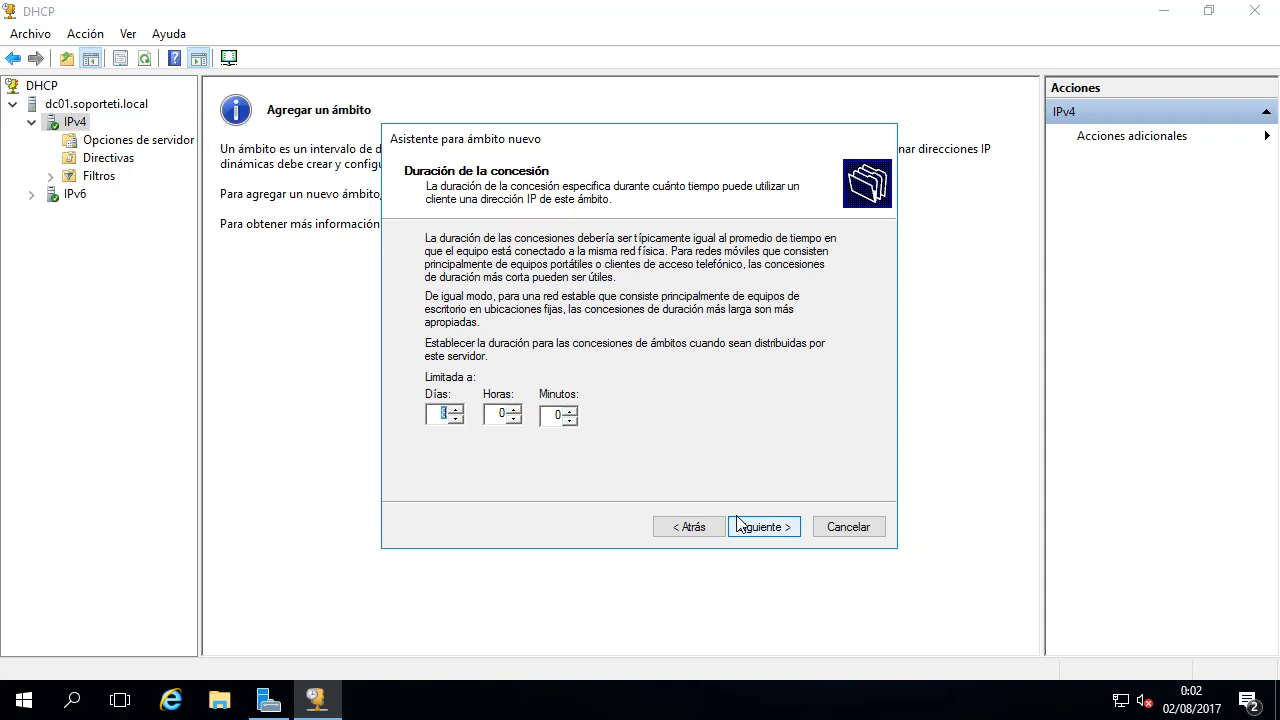 DHCP
Archivo Acción Ver Ayuda
DHCP
dc01.soporteti.local
IPv4
Opciones de servidor
Directivas
Filtros
IPv6
Agregar un ámbito
Un ámbito es un intervalo de d
nar direcciones IP
dinámicas debe crear y configu
Para agregar un nuevo ámbito,
Para obtener más información
Asistente para ámbito nuevo
Duración de la concesión
La duración de la concesión especifica durante cuánto tiempo puede utilizar un
cliente una dirección IP de este ámbito.
La duración de las concesiones debería ser típicamente igual al promedio de tiempo en
que el equipo está conectado a la misma red física. Para redes móviles que consisten
principalmente de equipos portátiles o clientes de acceso telefónico, las concesiones
de duración más corta pueden ser útiles.
De igual modo, para una red estable que consiste principalmente de equipos de
escritorio en ubicaciones fijas, las concesiones de duración más larga son más
apropiadas.
Establecer la duración para las concesiones de ámbitos cuando sean distribuidas por
este servidor.
Limitada a:
Días: Horas: Minutos:
0 0
< Atrás
guiente >
Cancelar
Acciones
IPv4
Acciones adicionales
0:02
02/08/2017
2